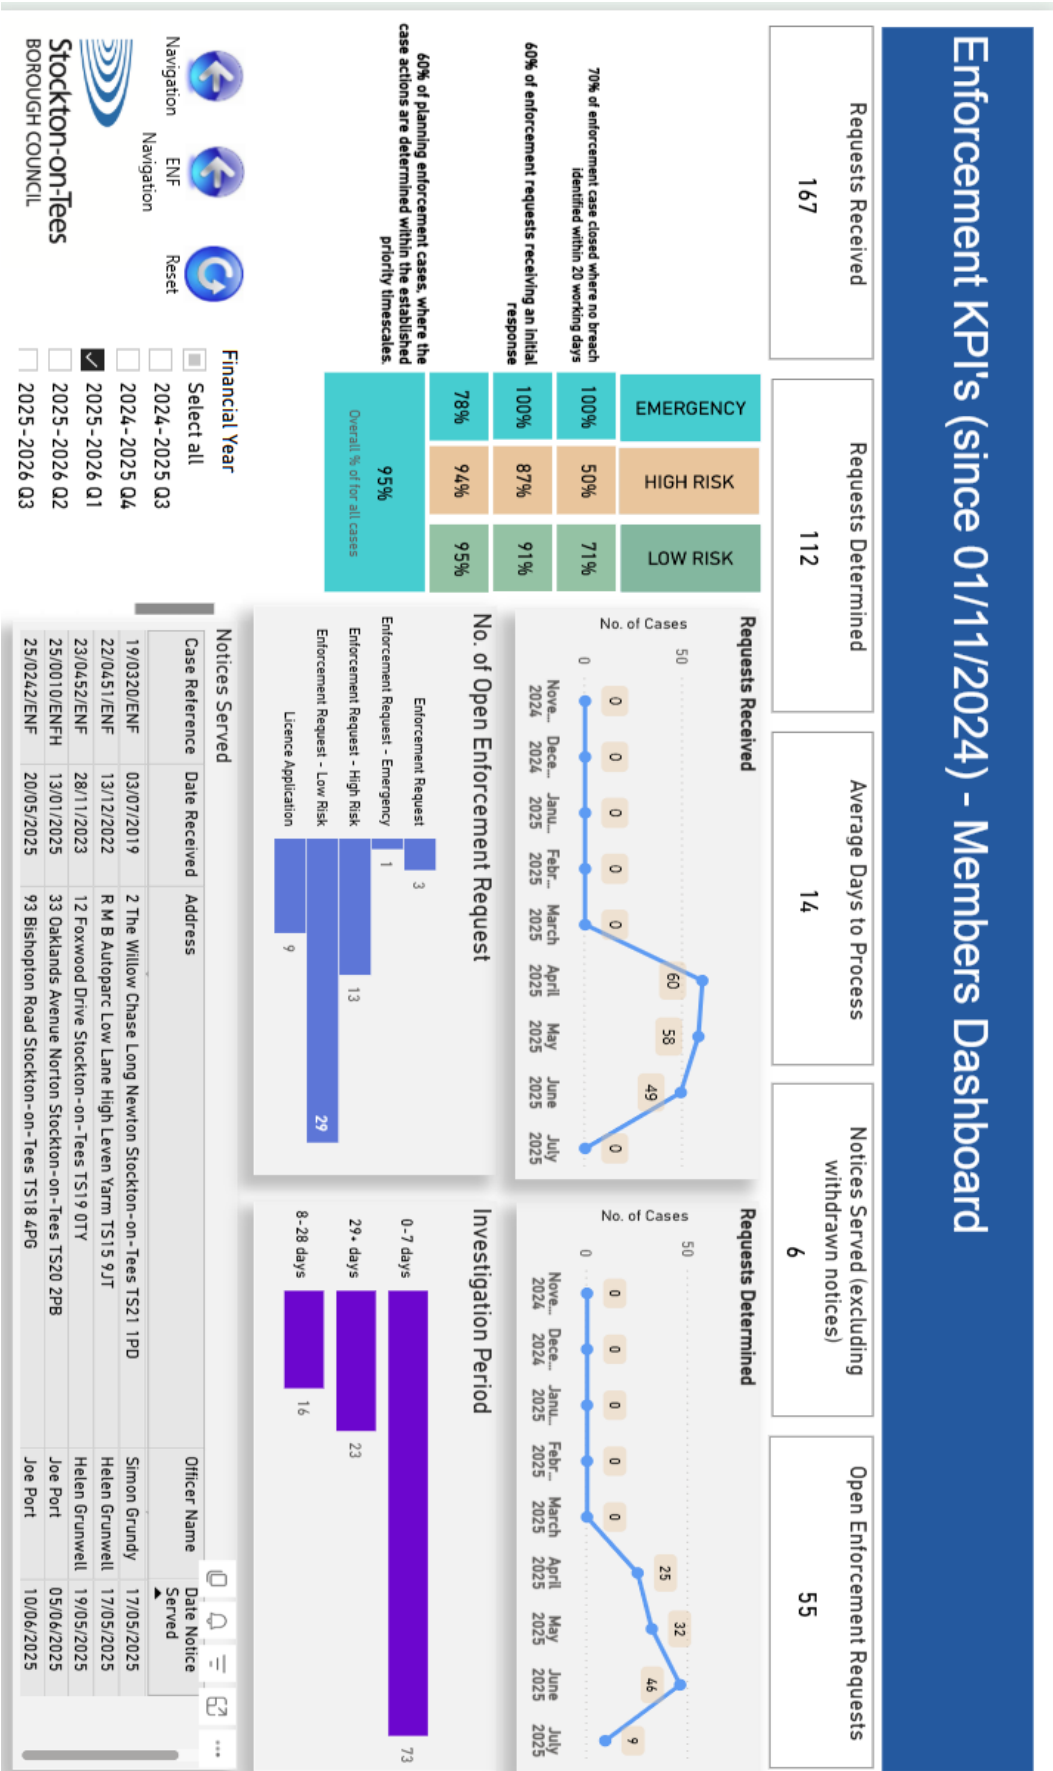 Enforcement KPI's (since 01/11/2024) - Members Dashboard
Requests Received
167
Requests Determined
112
Average Days to Process
14
Notices Served (excluding
withdrawn notices)
6
Open Enforcement Requests
55
EMERGENCY
HIGH RISK
LOW RISK
70% of enforcement case closed where no breach
identified within 20 working days
100%
50%
71%
60% of enforcement requests receiving an initial
response
100%
87%
91%
60% of planning enforcement cases, where the
case actions are determined within the established
priority timescales.
78%
94%
95%
95%
Overall % of for all cases
Requests Received
No. of Cases
50
0
0
0
0
0
0
60
58
49
0
Nove...
2024
Dece...
2024
Janu...
2025
Febr...
2025
March
2025
April
2025
May
2025
June
2025
July
2025
Requests Determined
No. of Cases
50
0
0
0
0
0
0
25
32
46
9
Nove...
2024
Dece...
2024
Janu...
2025
Febr...
2025
March
2025
April
2025
May
2025
June
2025
July
2025
No. of Open Enforcement Request
Enforcement Request 3
Enforcement Request - Emergency 1
Enforcement Request - High Risk 13
Enforcement Request - Low Risk 29
Licence Application 9
Investigation Period
0-7 days 73
29+ days 23
8-28 days 16
Navigation
ENF
Navigation
Reset
Stockton-on-Tees
BOROUGH COUNCIL
Financial Year
Select all
2024-2025 Q3
2024-2025 Q4
2025-2026 Q1
2025-2026 Q2
2025-2026 Q3
Notices Served
Case Reference Date Received Address Officer Name Date Notice
Served
19/0320/ENF 03/07/2019 2 The Willow Chase Long Newton Stockton-on-Tees TS21 1PD Simon Grundy 17/05/2025
22/0451/ENF 13/12/2022 R M B Autoparc Low Lane High Leven Yarm TS15 9JT Helen Grunwell 17/05/2025
23/0452/ENF 28/11/2023 12 Foxwood Drive Stockton-on-Tees TS19 0TY Helen Grunwell 19/05/2025
25/0010/ENFH 13/01/2025 33 Oaklands Avenue Norton Stockton-on-Tees TS20 2PB Joe Port 05/06/2025
25/0242/ENF 20/05/2025 93 Bishopton Road Stockton-on-Tees TS18 4PG Joe Port 10/06/2025